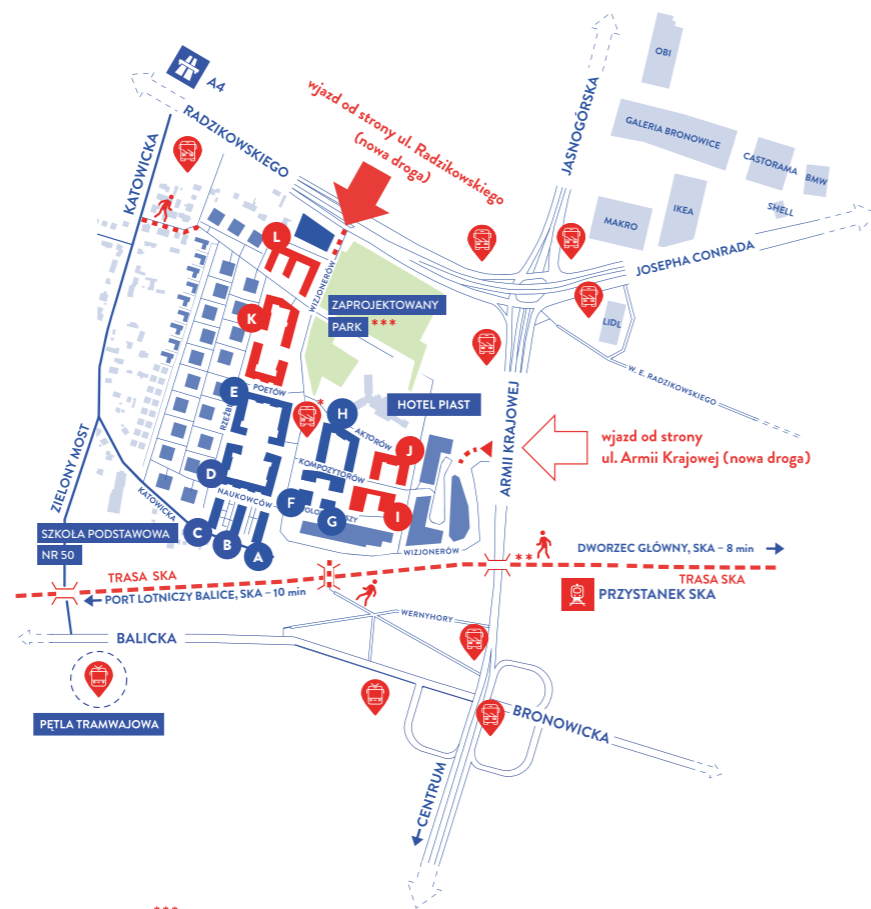 A4
RADZIKOWSKIEGO
KATOWICKA
wjazd od strony ul. Radzikowskiego
(nowa droga)
JASNOGÓRSKA
OBI
GALERIA BRONOWICE
CASTORAMA
BMW
SHELL
IKEA
MAKRO
JOSEPHA CONRADA
LIDL
W. E. RADZIKOWSKIEGO
L
WIZJONERÓW
ZAPROJEKTOWANY
PARK ***
K
POETÓW
E
*
H
HOTEL PIAST
AKTORÓW
J
ARMII KRAJOWEJ
wjazd od strony
ul. Armii Krajowej (nowa droga)
KOMPOZYTORÓW
D
NAUKOWCÓW
F
G
I
C
B
A
WIZJONERÓW
ZIELONY MOST
KATOWICKA
SZKOŁA PODSTAWOWA
NR 50
**
DWORZEC GŁÓWNY, SKA – 8 min
TRASA SKA
TRASA SKA
PORT LOTNICZY BALICE, SKA – 10 min
PRZYSTANEK SKA
WERNYHORY
BALICKA
PĘTLA TRAMWAJOWA
BRONOWICKA
CENTRUM
***